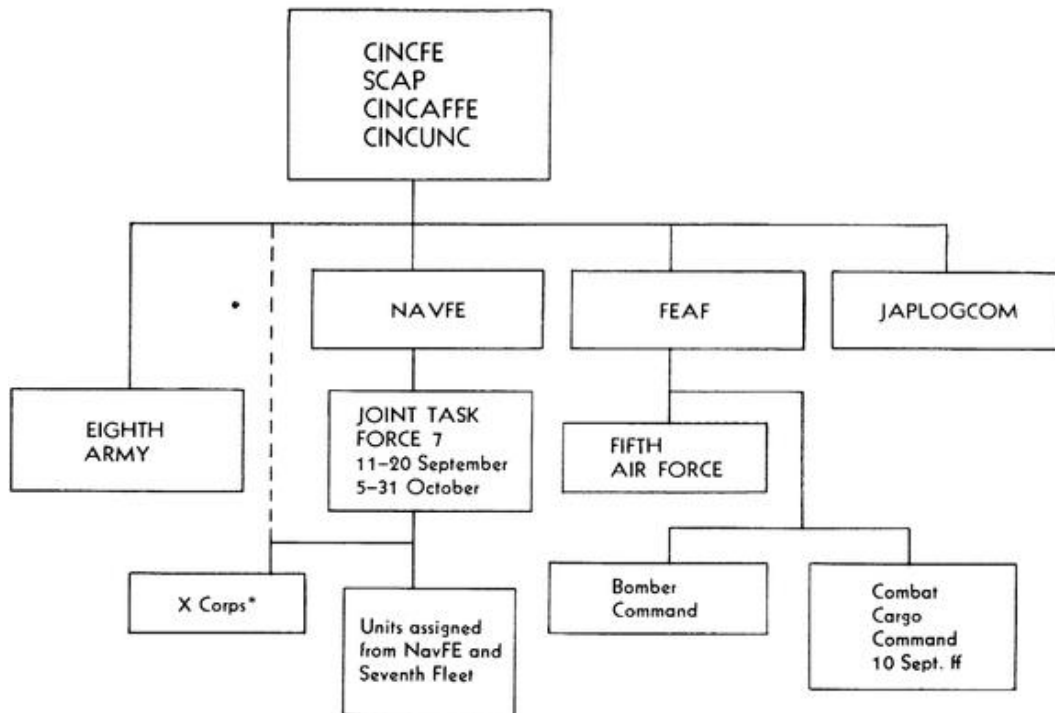 CINCFE
SCAP
CINCAFFE
CINCUNC
NAVFE
FEAF
JAPLOGCOM
EIGHTH
ARMY
JOINT TASK
FORCE 7
11–20 September
5–31 October
FIFTH
AIR FORCE
X Corps*
Units assigned
from NavFE and
Seventh Fleet
Bomber
Command
Combat
Cargo
Command
10 Sept. ff